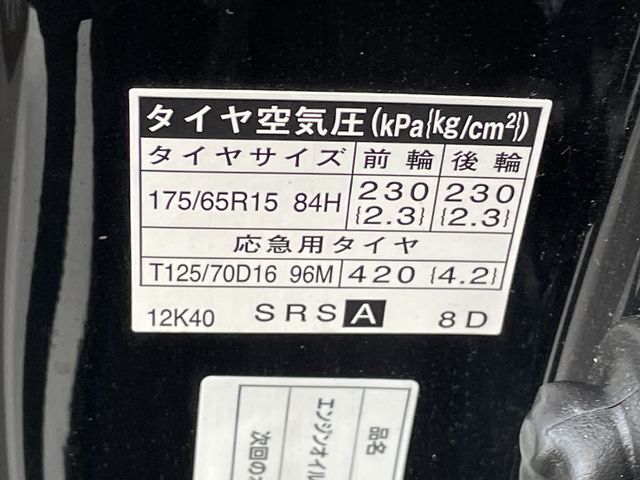 タイヤ空気圧(kPa{kg/cm²})
タイヤサイズ 前輪 後輪
175/65R15 84H 230 {2.3} 230 {2.3}
応急用タイヤ
T125/70D16 96M 420 {4.2}
12K40 SRS A 8D
品名
エンジンオイル
次回の